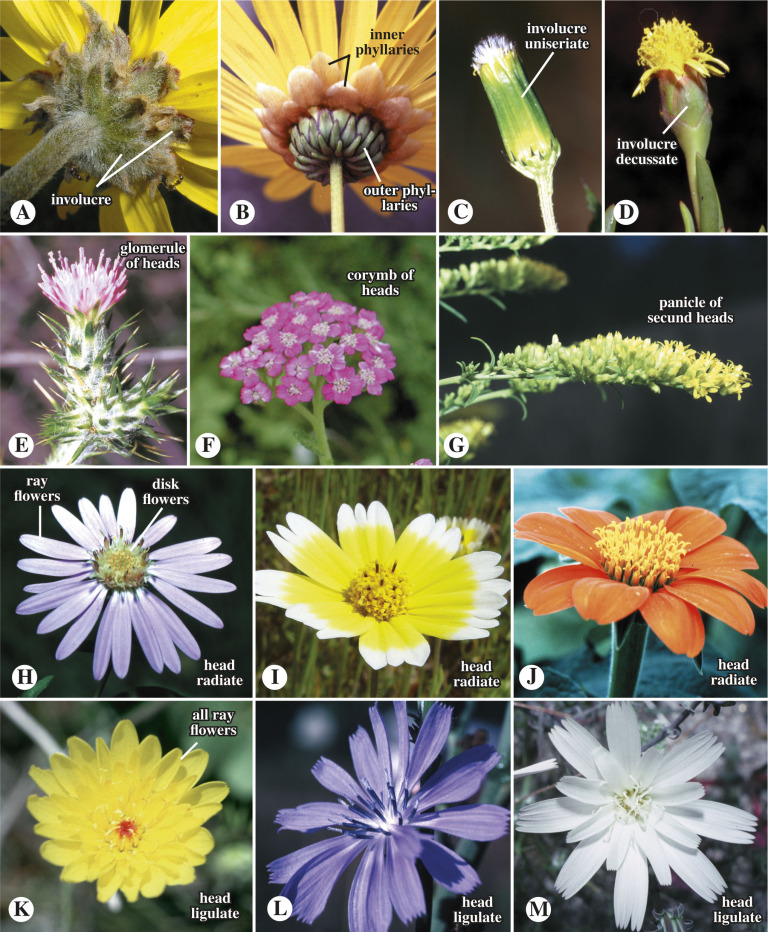 involucre
A
inner
phyllaries
outer phyl-
laries
B
involucre
uniseriate
C
involucre
decussate
D
glomerule
of heads
E
corymb of
heads
F
panicle of
secund heads
G
ray
flowers
disk
flowers
head
radiate
H
head
radiate
I
head
radiate
J
all ray
flowers
head
ligulate
K
head
ligulate
L
head
ligulate
M